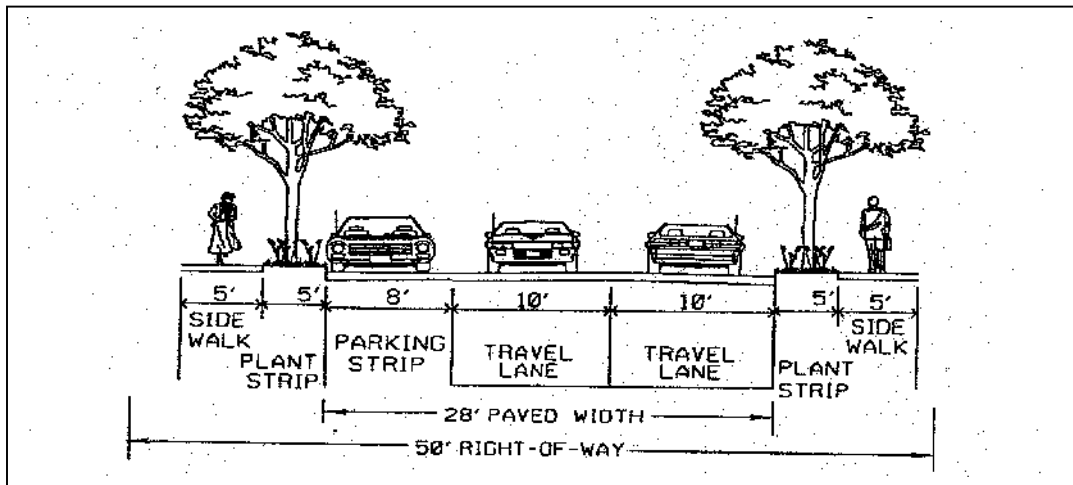 5' 5' 8' 10' 10' 5' 5'
SIDE WALK
PLANT STRIP
PARKING STRIP
TRAVEL LANE
TRAVEL LANE
PLANT STRIP
SIDE WALK
28' PAVED WIDTH
50' RIGHT-OF-WAY